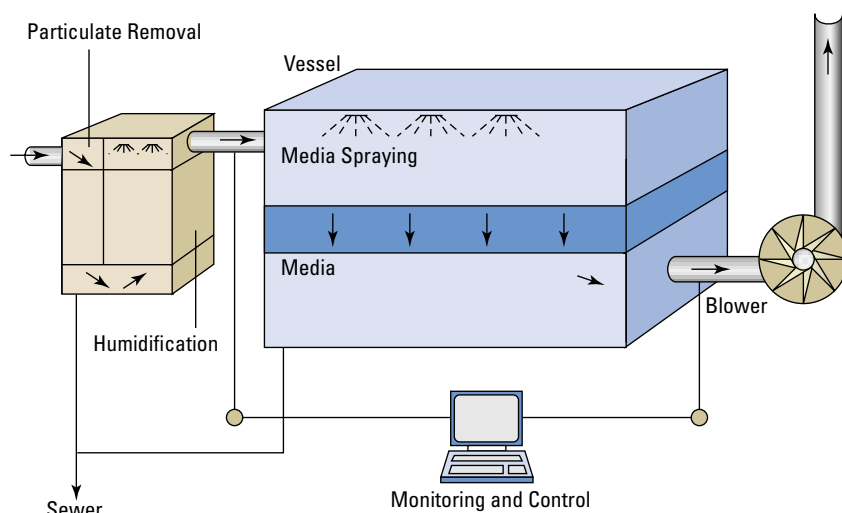 Particulate Removal
Vessel
Media Spraying
Media
Blower
Humidification
Monitoring and Control
Sewer